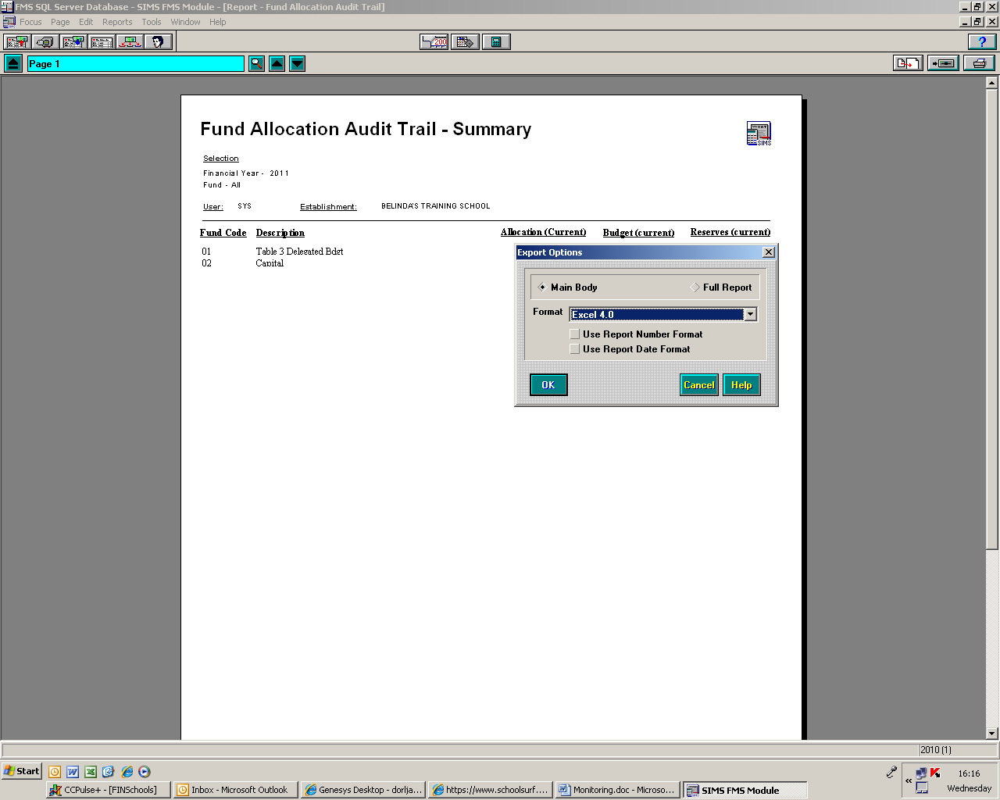 FMS SQL Server Database - SIMS FMS Module - [Report - Fund Allocation Audit Trail]
Focus Page Edit Reports Tools Window Help
200
?
Page 1
Fund Allocation Audit Trail - Summary
SIMS
Selection
Financial Year - 2011
Fund - All
User: SYS Establishment: BELINDA'S TRAINING SCHOOL
Fund Code Description Allocation (Current) Budget (current) Reserves (current)
01 Table 3 Delegated Bdgt
02 Capital
Export Options
Main Body Full Report
Format Excel 4.0
Use Report Number Format
Use Report Date Format
OK Cancel Help
2010 (1)
Start
« 16:16
Wednesday
CCPulse+ - [FINSchools] Inbox - Microsoft Outlook Genesys Desktop - dorlja... https://www.schoolsurf.... Monitoring.doc - Microso... SIMS FMS Module